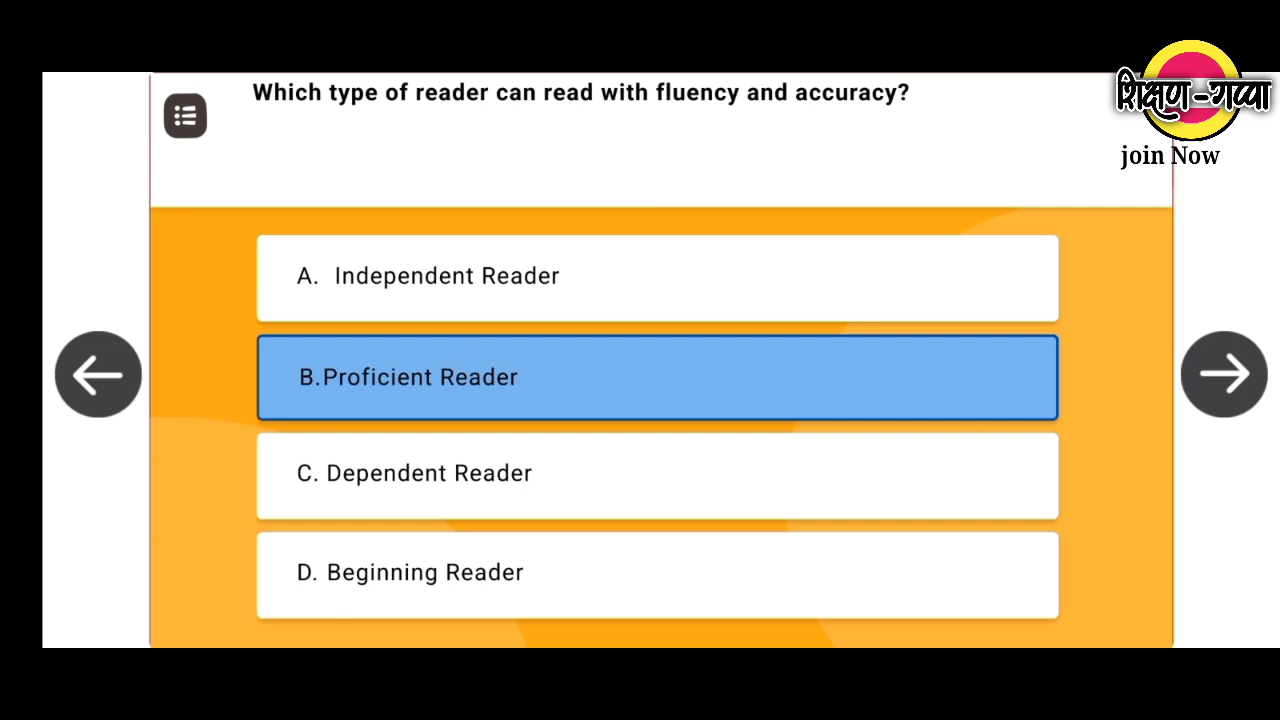 Which type of reader can read with fluency and accuracy?
शिक्षण-गप्पा
join Now
A. Independent Reader
B.Proficient Reader
C. Dependent Reader
D. Beginning Reader